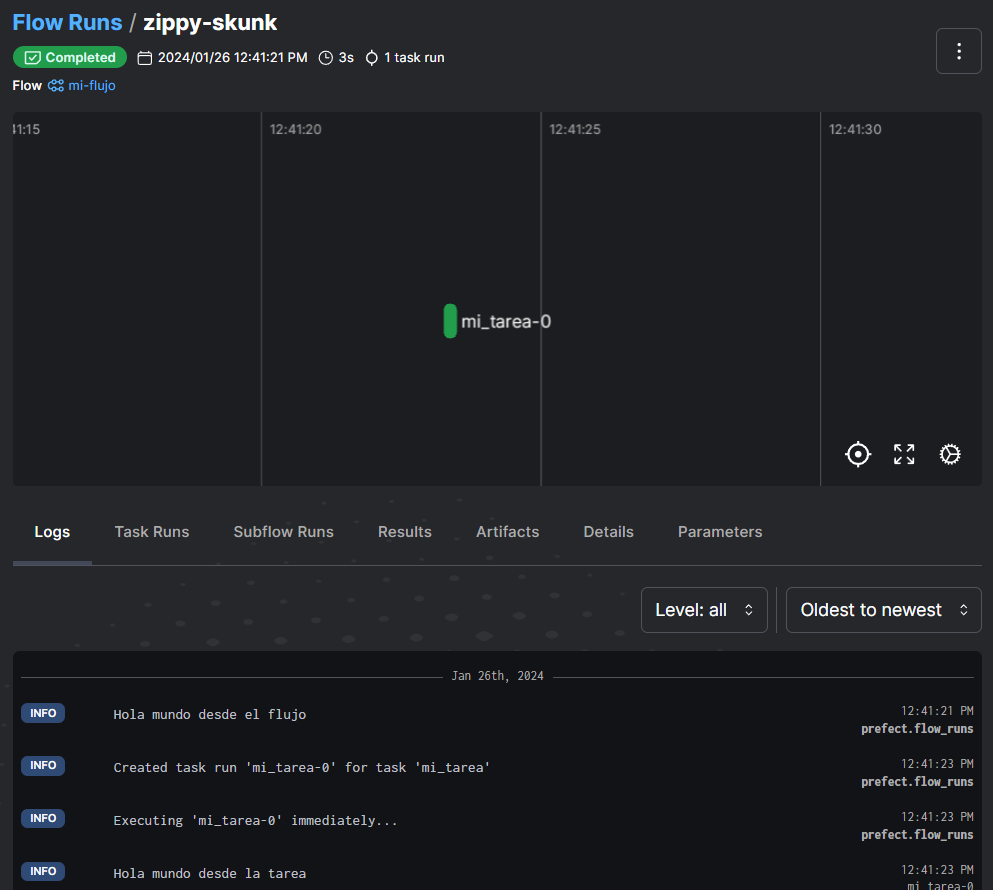 Flow Runs / zippy-skunk
Completed 2024/01/26 12:41:21 PM 3s 1 task run
Flow mi-flujo
12:41:20 12:41:25 12:41:30
mi_tarea-0
Logs Task Runs Subflow Runs Results Artifacts Details Parameters
Level: all Oldest to newest
Jan 26th, 2024
INFO Hola mundo desde el flujo 12:41:21 PM
prefect.flow_runs
INFO Created task run 'mi_tarea-0' for task 'mi_tarea' 12:41:23 PM
prefect.flow_runs
INFO Executing 'mi_tarea-0' immediately... 12:41:23 PM
prefect.flow_runs
INFO Hola mundo desde la tarea 12:41:23 PM
mi_tarea-0